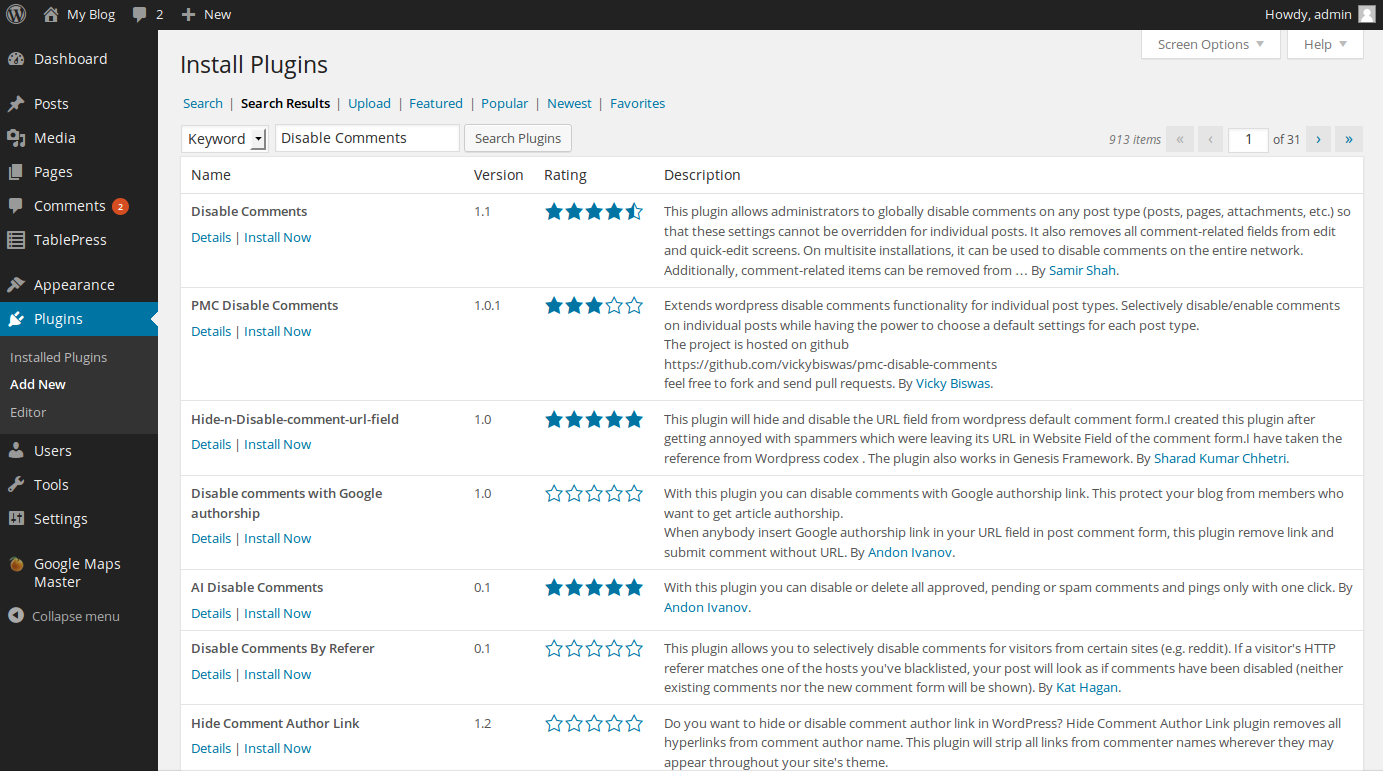 My Blog 2 New Howdy, admin
Screen Options Help
Dashboard
Posts
Media
Pages
Comments 2
TablePress
Appearance
Plugins
Installed Plugins
Add New
Editor
Users
Tools
Settings
Google Maps
Master
Collapse menu
Install Plugins
Search | Search Results | Upload | Featured | Popular | Newest | Favorites
Keyword Disable Comments Search Plugins 913 items « ‹ 1 of 31 › »
Name Version Rating Description
Disable Comments 1.1
Details | Install Now
This plugin allows administrators to globally disable comments on any post type (posts, pages, attachments, etc.) so
that these settings cannot be overridden for individual posts. It also removes all comment-related fields from edit
and quick-edit screens. On multisite installations, it can be used to disable comments on the entire network.
Additionally, comment-related items can be removed from … By Samir Shah.
PMC Disable Comments 1.0.1
Details | Install Now
Extends wordpress disable comments functionality for individual post types. Selectively disable/enable comments
on individual posts while having the power to choose a default settings for each post type.
The project is hosted on github
https://github.com/vickybiswas/pmc-disable-comments
feel free to fork and send pull requests. By Vicky Biswas.
Hide-n-Disable-comment-url-field 1.0
Details | Install Now
This plugin will hide and disable the URL field from wordpress default comment form.I created this plugin after
getting annoyed with spammers which were leaving its URL in Website Field of the comment form.I have taken the
reference from Wordpress codex . The plugin also works in Genesis Framework. By Sharad Kumar Chhetri.
Disable comments with Google
authorship 1.0
Details | Install Now
With this plugin you can disable comments with Google authorship link. This protect your blog from members who
want to get article authorship.
When anybody insert Google authorship link in your URL field in post comment form, this plugin remove link and
submit comment without URL. By Andon Ivanov.
AI Disable Comments 0.1
Details | Install Now
With this plugin you can disable or delete all approved, pending or spam comments and pings only with one click. By
Andon Ivanov.
Disable Comments By Referer 0.1
Details | Install Now
This plugin allows you to selectively disable comments for visitors from certain sites (e.g. reddit). If a visitor's HTTP
referer matches one of the hosts you've blacklisted, your post will look as if comments have been disabled (neither
existing comments nor the new comment form will be shown). By Kat Hagan.
Hide Comment Author Link 1.2
Details | Install Now
Do you want to hide or disable comment author link in WordPress? Hide Comment Author Link plugin removes all
hyperlinks from comment author name. This plugin will strip all links from commenter names wherever they may
appear throughout your site's theme.